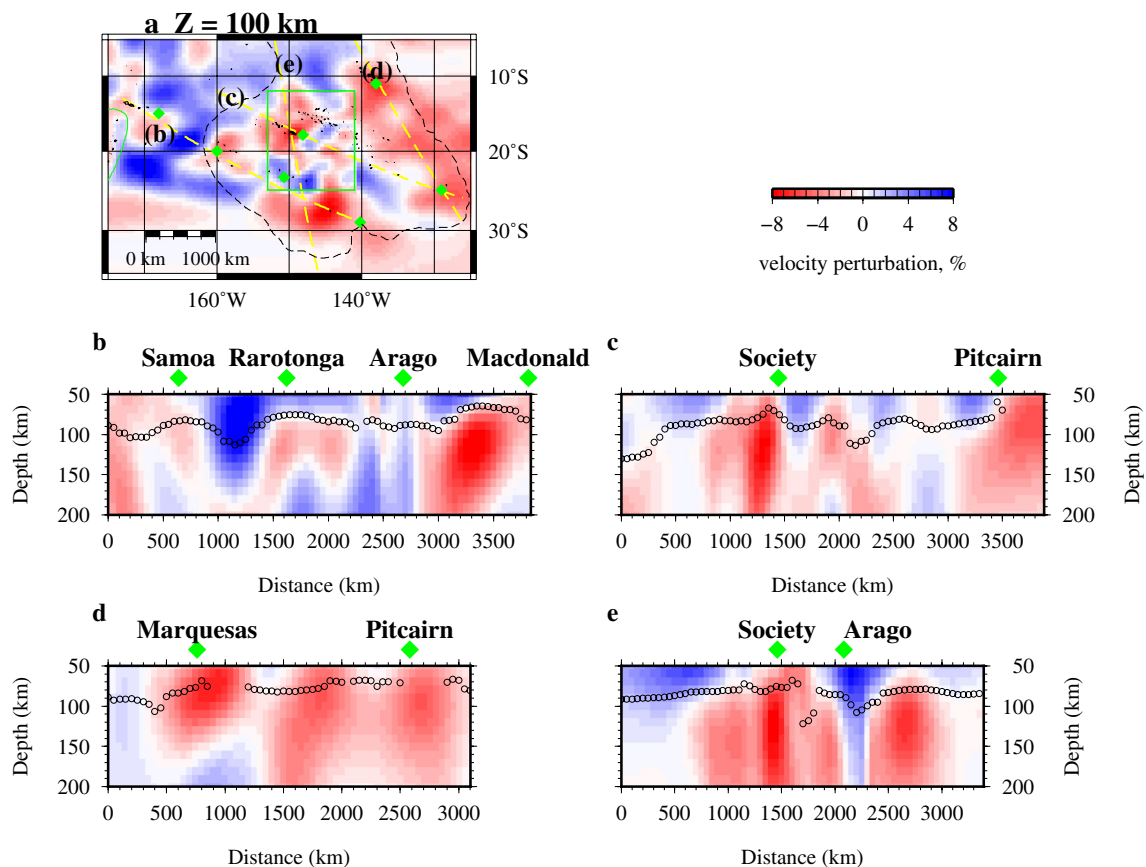 a Z = 100 km
(e)
(d)
(c)
(b)
10°S
20°S
30°S
0 km 1000 km
160°W 140°W
−8 −4 0 4 8
velocity perturbation, %
b
Samoa Rarotonga Arago Macdonald
50
100
150
200
Depth (km)
0 500 1000 1500 2000 2500 3000 3500
Distance (km)
c
Society Pitcairn
50
100
150
200
Depth (km)
0 500 1000 1500 2000 2500 3000 3500
Distance (km)
d
Marquesas Pitcairn
50
100
150
200
Depth (km)
0 500 1000 1500 2000 2500 3000
Distance (km)
e
Society Arago
50
100
150
200
Depth (km)
0 500 1000 1500 2000 2500 3000
Distance (km)